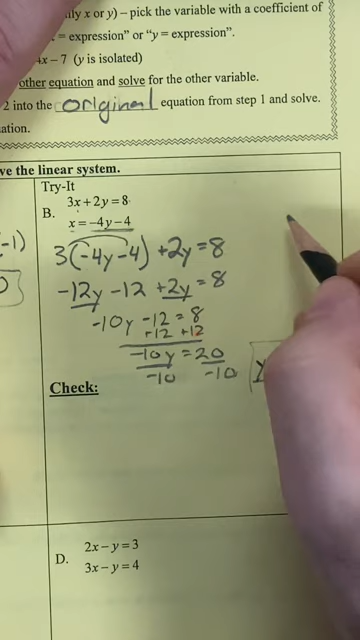 x or y) – pick the variable with a coefficient of
= expression" or "y = expression".
x – 7 (y is isolated)
other equation and solve for the other variable.
2 into the original equation from step 1 and solve.
ation.
ve the linear system.
Try-It
B. 3x + 2y = 8
x = -4y - 4
-1)
3(-4y-4) + 2y = 8
-12y -12 + 2y = 8
-10y -12 = 8
+12 +12
-10y = 20
-10 -10
y
Check:
D. 2x – y = 3
3x – y = 4